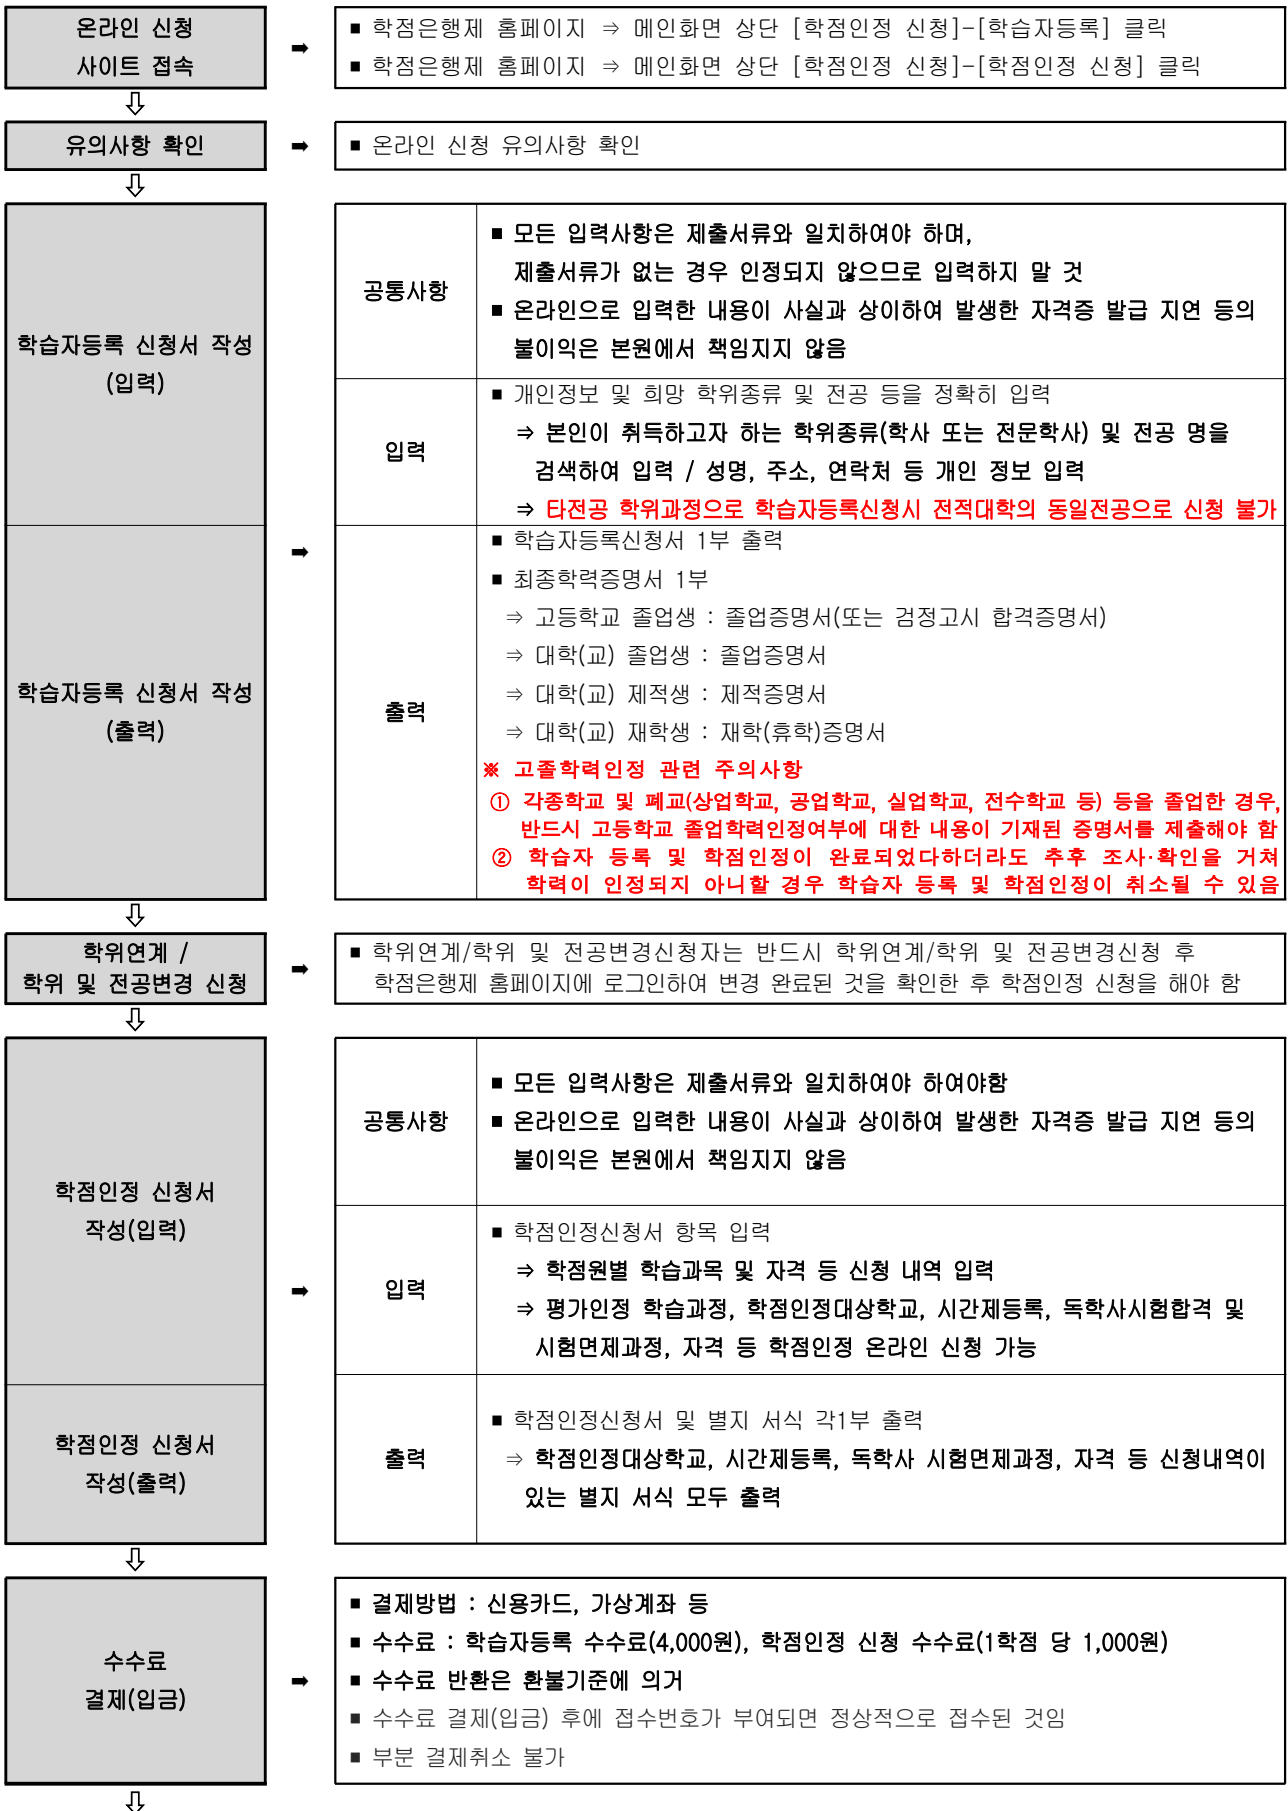 온라인 신청
사이트 접속
➡
■ 학점은행제 홈페이지 ⇒ 메인화면 상단 [학점인정 신청]-[학습자등록] 클릭
■ 학점은행제 홈페이지 ⇒ 메인화면 상단 [학점인정 신청]-[학점인정 신청] 클릭
⇩
유의사항 확인
➡
■ 온라인 신청 유의사항 확인
⇩
학습자등록 신청서 작성
(입력)
공통사항
■ 모든 입력사항은 제출서류와 일치하여야 하며,
제출서류가 없는 경우 인정되지 않으므로 입력하지 말 것
■ 온라인으로 입력한 내용이 사실과 상이하여 발생한 자격증 발급 지연 등의
불이익은 본원에서 책임지지 않음
입력
■ 개인정보 및 희망 학위종류 및 전공 등을 정확히 입력
⇒ 본인이 취득하고자 하는 학위종류(학사 또는 전문학사) 및 전공 명을
검색하여 입력 / 성명, 주소, 연락처 등 개인 정보 입력
⇒ 타전공 학위과정으로 학습자등록신청시 전적대학의 동일전공으로 신청 불가
➡
학습자등록 신청서 작성
(출력)
출력
■ 학습자등록신청서 1부 출력
■ 최종학력증명서 1부
⇒ 고등학교 졸업생 : 졸업증명서(또는 검정고시 합격증명서)
⇒ 대학(교) 졸업생 : 졸업증명서
⇒ 대학(교) 제적생 : 제적증명서
⇒ 대학(교) 재학생 : 재학(휴학)증명서
※ 고졸학력인정 관련 주의사항
① 각종학교 및 폐교(상업학교, 공업학교, 실업학교, 전수학교 등) 등을 졸업한 경우,
반드시 고등학교 졸업학력인정여부에 대한 내용이 기재된 증명서를 제출해야 함
② 학습자 등록 및 학점인정이 완료되었다하더라도 추후 조사·확인을 거쳐
학력이 인정되지 아니할 경우 학습자 등록 및 학점인정이 취소될 수 있음
⇩
학위연계 /
학위 및 전공변경 신청
➡
■ 학위연계/학위 및 전공변경신청자는 반드시 학위연계/학위 및 전공변경신청 후
학점은행제 홈페이지에 로그인하여 변경 완료된 것을 확인한 후 학점인정 신청을 해야 함
⇩
학점인정 신청서
작성(입력)
공통사항
■ 모든 입력사항은 제출서류와 일치하여야 하여야함
■ 온라인으로 입력한 내용이 사실과 상이하여 발생한 자격증 발급 지연 등의
불이익은 본원에서 책임지지 않음
➡
입력
■ 학점인정신청서 항목 입력
⇒ 학점원별 학습과목 및 자격 등 신청 내역 입력
⇒ 평가인정 학습과정, 학점인정대상학교, 시간제등록, 독학사시험합격 및
시험면제과정, 자격 등 학점인정 온라인 신청 가능
학점인정 신청서
작성(출력)
출력
■ 학점인정신청서 및 별지 서식 각1부 출력
⇒ 학점인정대상학교, 시간제등록, 독학사 시험면제과정, 자격 등 신청내역이
있는 별지 서식 모두 출력
⇩
수수료
결제(입금)
➡
■ 결제방법 : 신용카드, 가상계좌 등
■ 수수료 : 학습자등록 수수료(4,000원), 학점인정 신청 수수료(1학점 당 1,000원)
■ 수수료 반환은 환불기준에 의거
■ 수수료 결제(입금) 후에 접수번호가 부여되면 정상적으로 접수된 것임
■ 부분 결제취소 불가
⇩